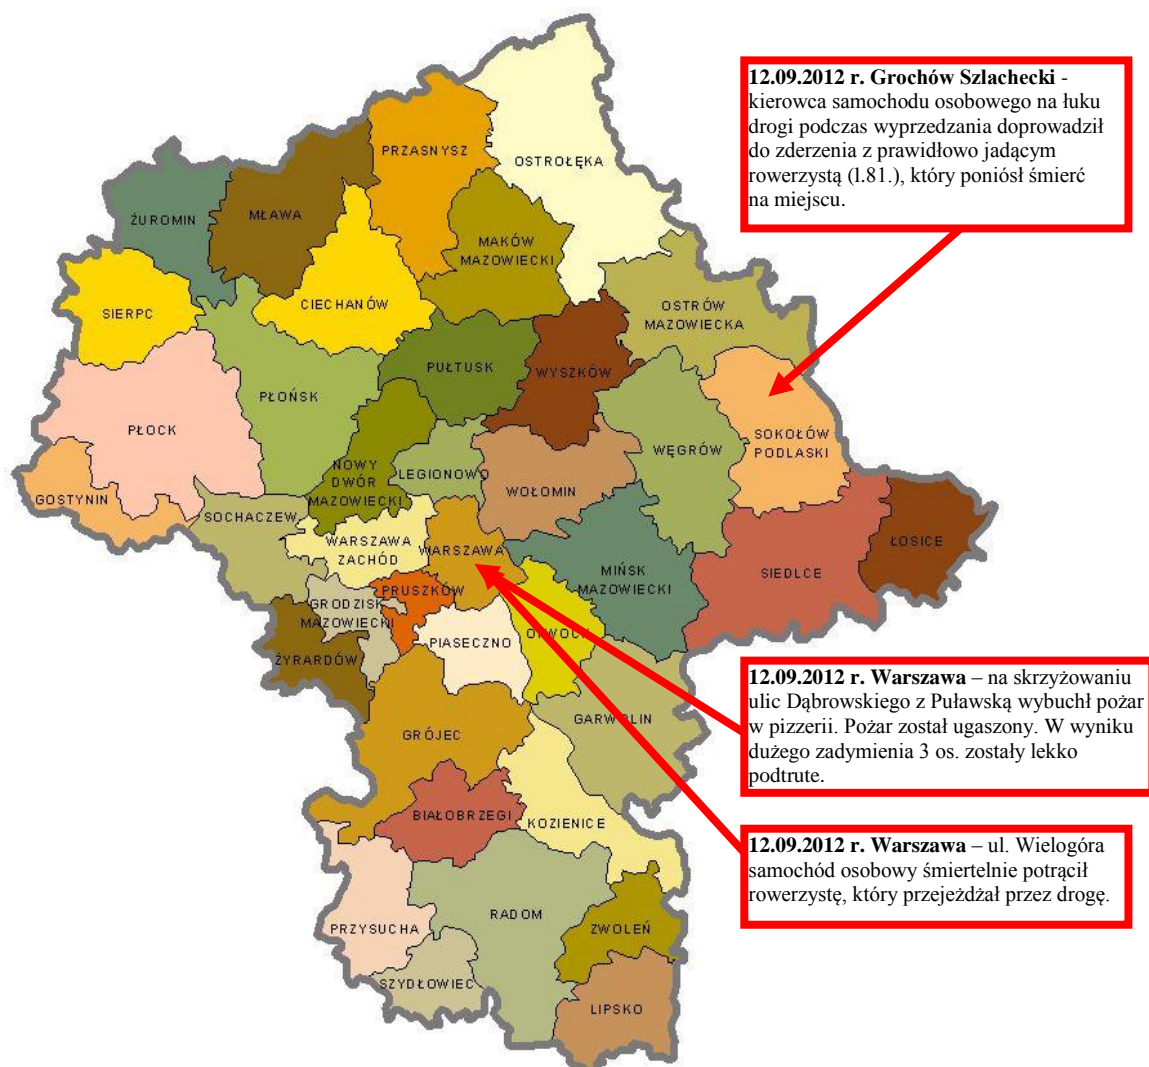 12.09.2012 r. Grochów Szlachecki -
kierowca samochodu osobowego na łuku
drogi podczas wyprzedzania doprowadził
do zderzenia z prawidłowo jadącym
rowerzystą (l.81.), który poniósł śmierć
na miejscu.
PRZASNYSZ
OSTROŁĘKA
ŻUROMIN
MŁAWA
MAKÓW
MAZOWIECKI
SIERPC
CIECHANÓW
OSTRÓW
MAZOWIECKA
PŁOŃSK
PUŁTUSK
WYSZKÓW
PŁOCK
WĘGRÓW
SOKOŁÓW
PODLASKI
GOSTYNIN
NOWY
DWÓR
MAZOWIECKI
LEGIONOWO
WOŁOMIN
SOCHACZEW
WARSZAWA
ZACHÓD
WARSZAWA
MIŃSK
MAZOWIECKI
SIEDLCE
ŁOSICE
GRODZISK
MAZOWIECKI
PRUSZKÓW
PIASECZNO
OTWOCK
ŻYRARDÓW
12.09.2012 r. Warszawa – na skrzyżowaniu
ulic Dąbrowskiego z Puławską wybuchł pożar
w pizzerii. Pożar został ugaszony. W wyniku
dużego zadymienia 3 os. zostały lekko
podtrute.
GRÓJEC
GARWOLIN
BIAŁOBRZEGI
KOZIENICE
12.09.2012 r. Warszawa – ul. Wielogóra
samochód osobowy śmiertelnie potrącił
rowerzystę, który przejeżdżał przez drogę.
PRZYSUCHA
RADOM
ZWOLEŃ
SZYDŁOWIEC
LIPSKO